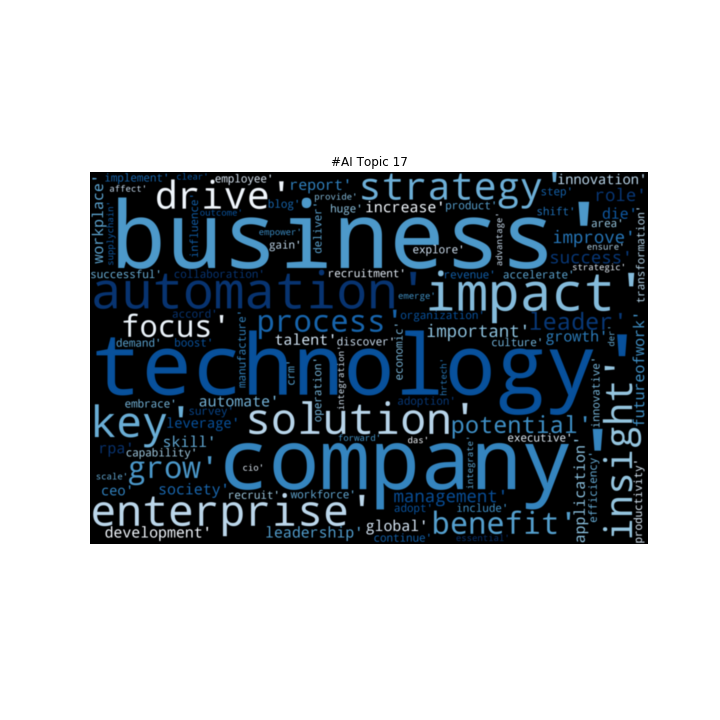 #AI Topic 17
implement' clear' employee' innovation'
affect' drive' report' provide' strategy' step' role'
workplace' supplychain' influence' outcome' blog' deliver' huge' increase' product' shift' die' area'
business' empower' gain' explore' advantage' improve' ensure' transformation'
successful' collaboration' recruitment' revenue' accelerate' success' strategic'
automation' emerge' impact'
accord' process' organization' leader'
focus' talent' discover' important' growth'
demand' boost' manufacture' economic' culture' der' futureofwork'
technology' crm' operation' integration' hrtech' innovative' insight'
embrace' automate' adoption'
key' survey' leverage' solution' potential'
rpa' skill' forward' das' executive'
capability' grow' cio' company' integrate' application' efficiency' productivity'
scale' ceo' society' recruit' workforce' management'
enterprise' adopt' include'
development' leadership' global' benefit'
continue' essential'